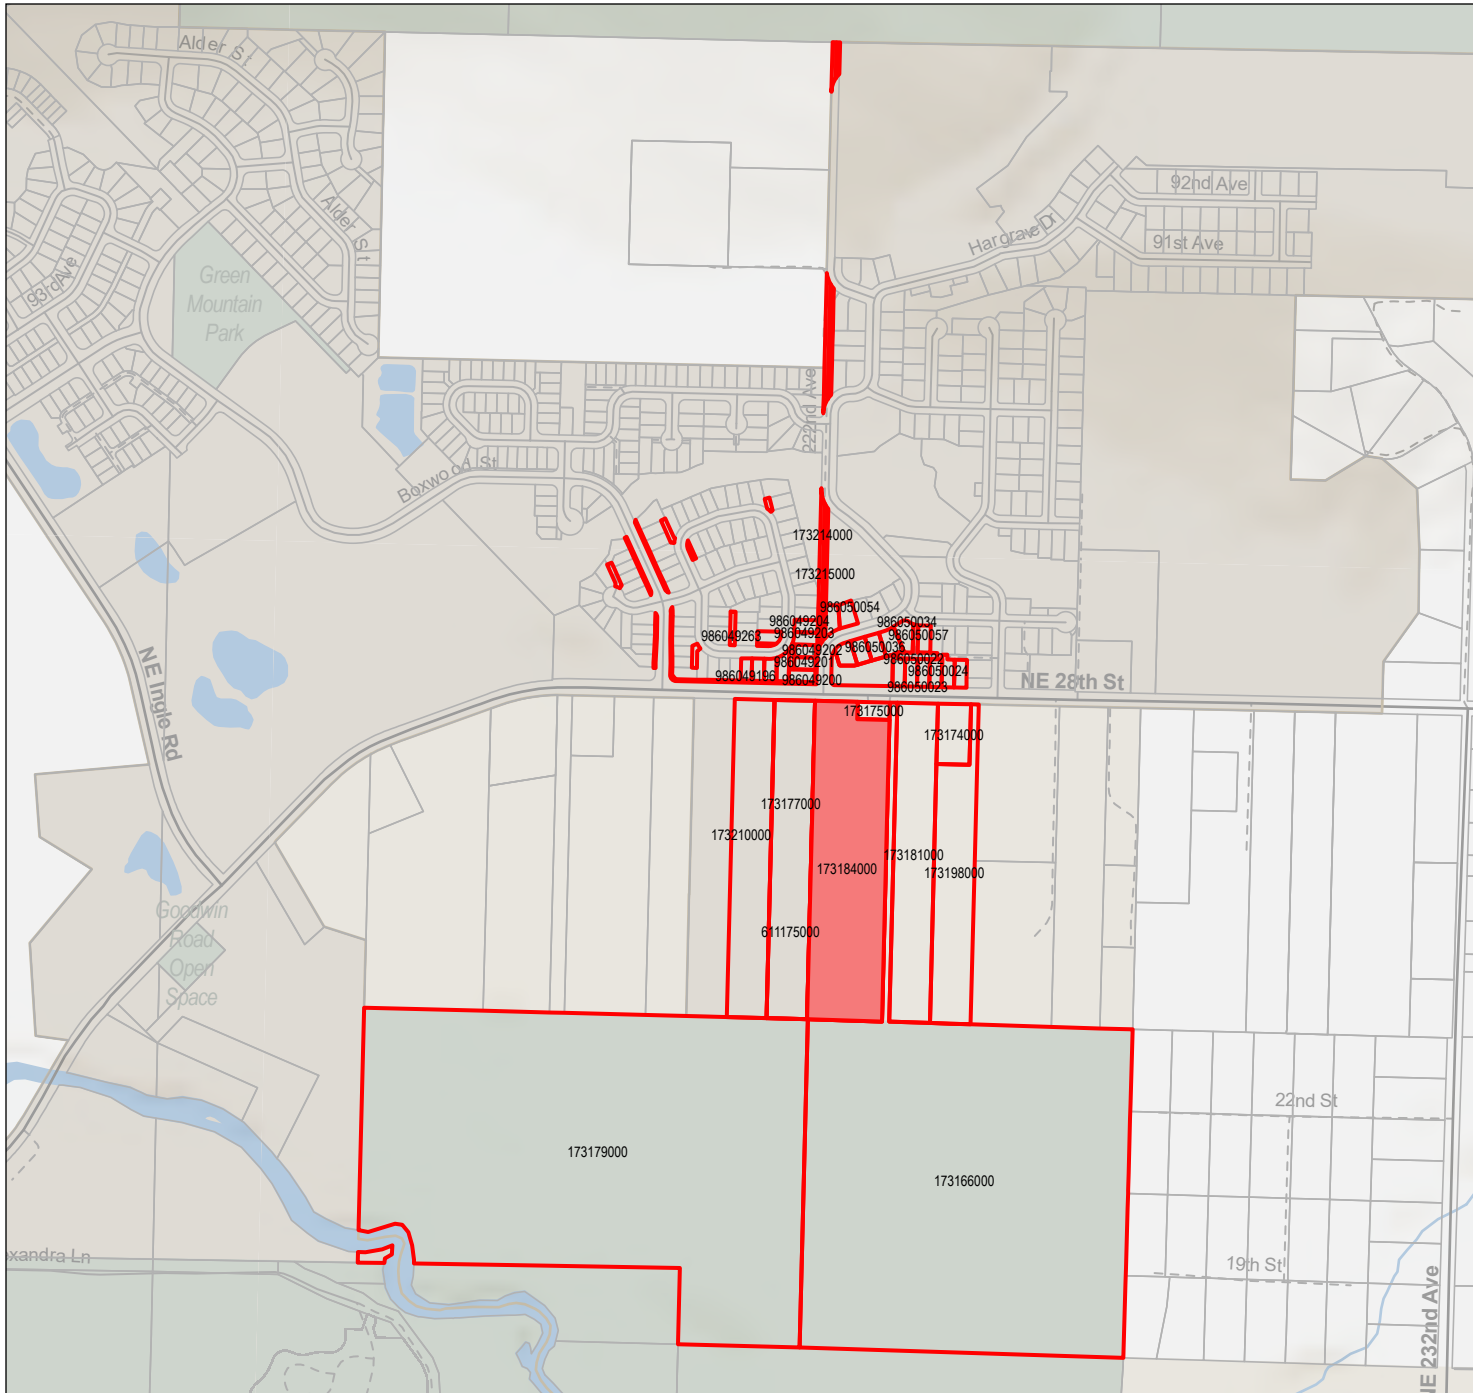 Alder St
Alder St
92nd Ave
Hargrave Dr
91st Ave
93rd Ave
Green
Mountain
Park
222nd Ave
Boxwood St
173214000
173215000
986050054
986049204
986050034
986049203
986050057
986049263
986050036
986049202
986050022
986049201
986050024
986049196
986049200
986050023
NE 28th St
NE Ingle Rd
173175000
173174000
173177000
173210000
173181000
173184000
173198000
Goodwin
Road
Open
Space
611175000
22nd St
173179000
173166000
xandra Ln
19th St
NE 232nd Ave